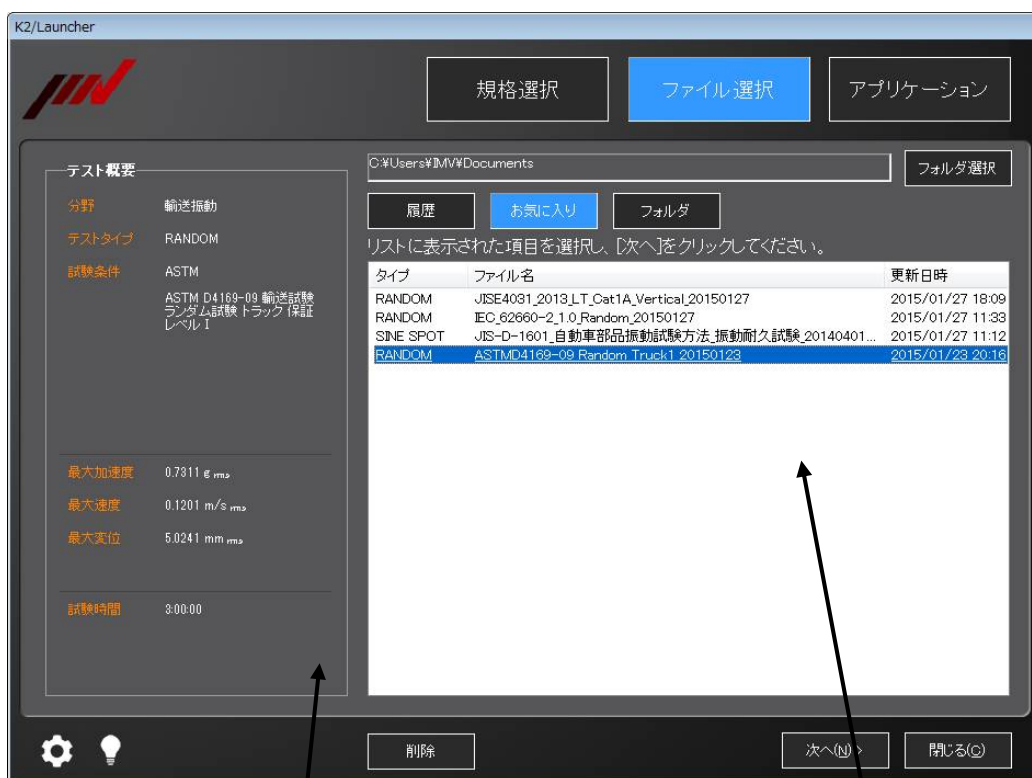 K2/Launcher
規格選択
ファイル選択
アプリケーション
テスト概要
分野 輸送振動
テストタイプ RANDOM
試験条件 ASTM
ASTM D4169-09 輸送試験
ランダム試験 トラック 保証
レベル I
最大加速度 0.7311 g rms
最大速度 0.1201 m/s rms
最大変位 5.0241 mm rms
試験時間 3:00:00
C:¥Users¥IMV¥Documents
フォルダ選択
履歴
お気に入り
フォルダ
リストに表示された項目を選択し、[次へ]をクリックしてください。
タイプ ファイル名 更新日時
RANDOM JISE4031_2013_LT_Cat1A_Vertical_20150127 2015/01/27 18:09
RANDOM IEC_62660-2_1.0_Random_20150127 2015/01/27 11:33
SINE SPOT JIS-D-1601_自動車部品振動試験方法_振動耐久試験_20140401... 2015/01/27 11:12
RANDOM ASTMD4169-09 Random Truck1 20150123 2015/01/23 20:16
削除
次へ(N) >
閉じる(C)